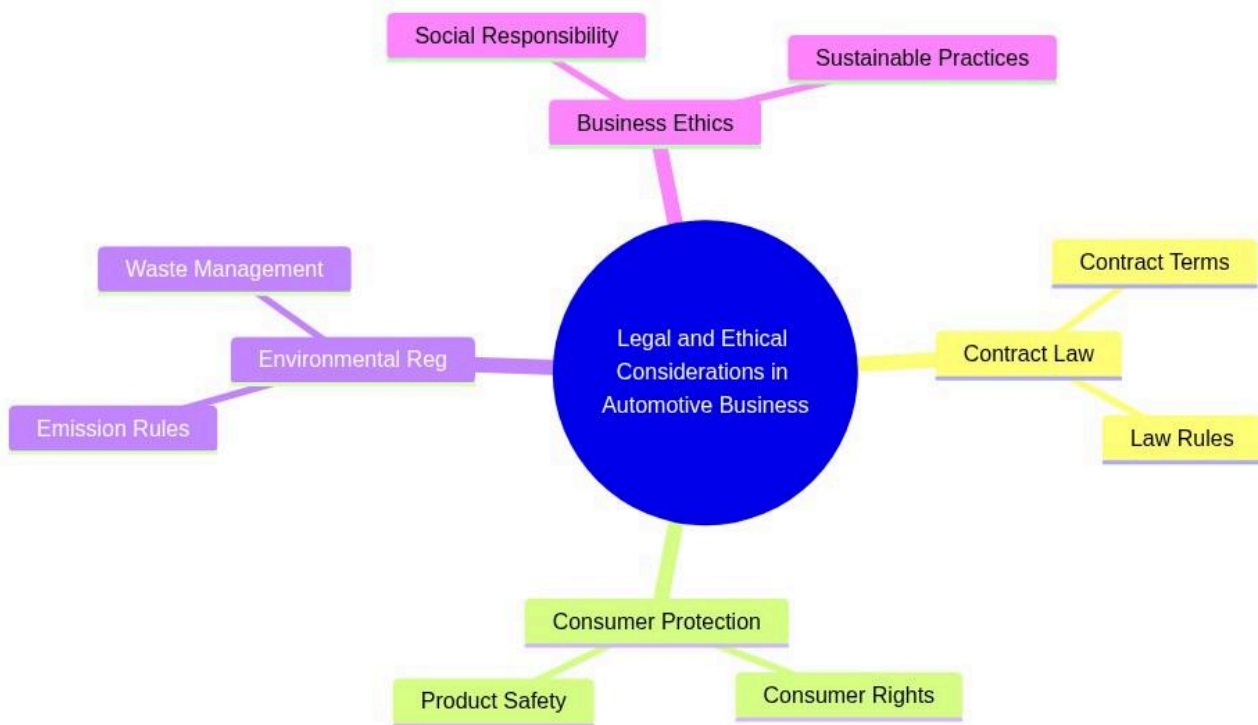 Social Responsibility
Sustainable Practices
Business Ethics
Waste Management
Contract Terms
Legal and Ethical
Considerations in
Automotive Business
Environmental Reg
Contract Law
Emission Rules
Law Rules
Consumer Protection
Product Safety
Consumer Rights